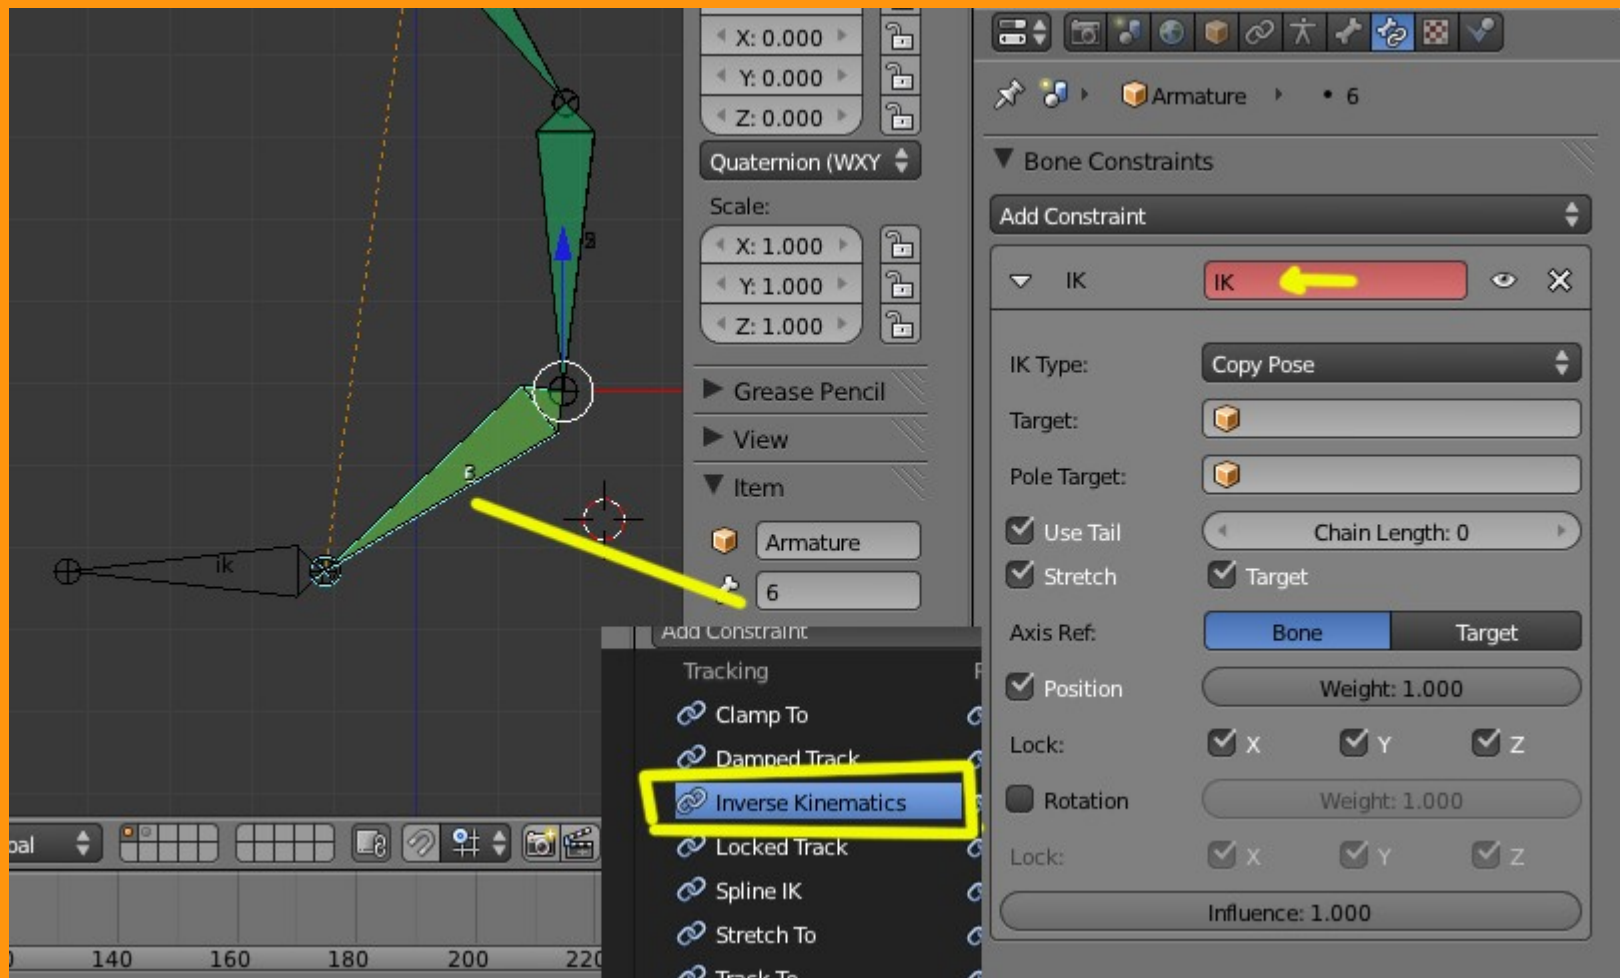 X: 0.000
Y: 0.000
Z: 0.000
Quaternion (WXY
Scale:
X: 1.000
Y: 1.000
Z: 1.000
Grease Pencil
View
Item
Armature
6
ik
Add Constraint
Tracking
Clamp To
Damped Track
Inverse Kinematics
Locked Track
Spline IK
Stretch To
Track To
140 160 180 200 220
Armature 6
Bone Constraints
Add Constraint
IK IK
IK Type: Copy Pose
Target:
Pole Target:
Use Tail Chain Length: 0
Stretch Target
Axis Ref: Bone Target
Position Weight: 1.000
Lock: X Y Z
Rotation Weight: 1.000
Lock: X Y Z
Influence: 1.000